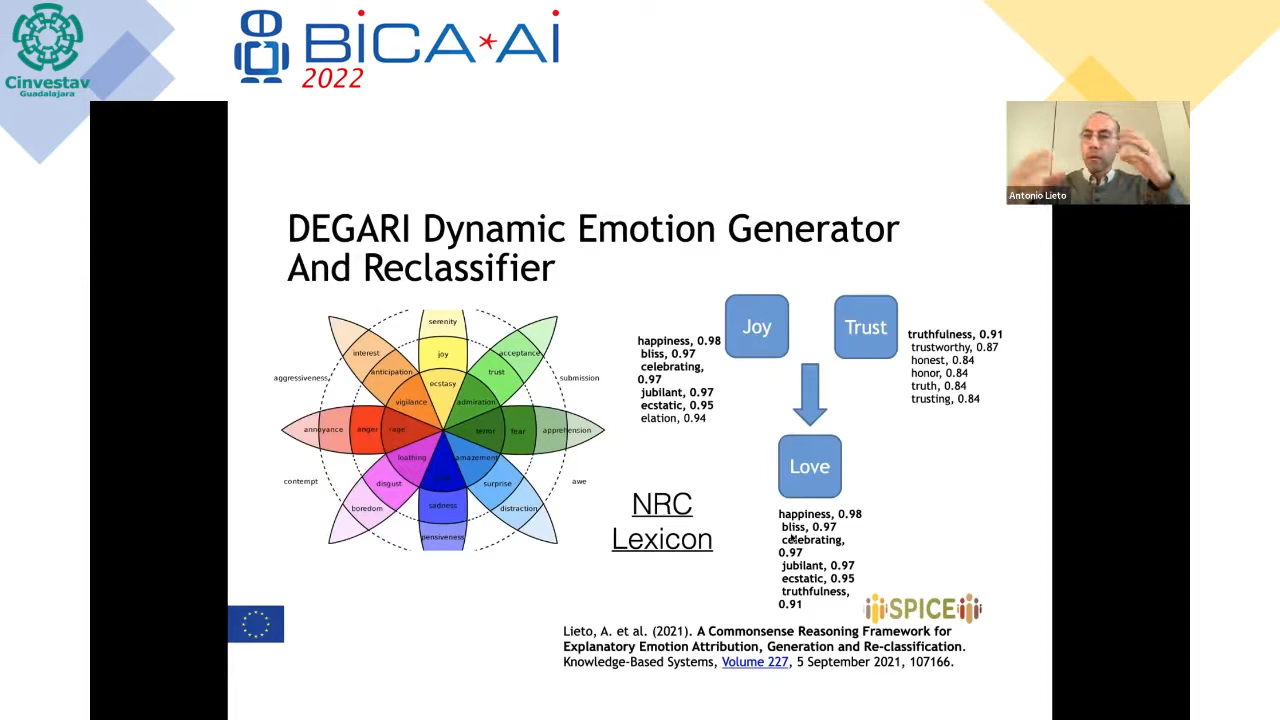 Cinvestav
Guadalajara
BiCA*Ai
2022
Antonio Lieto
DEGARI Dynamic Emotion Generator
And Reclassifier
serenity
joy
ecstasy
interest
anticipation
vigilance
acceptance
trust
admiration
aggressiveness
submission
annoyance
anger
rage
terror
fear
apprehension
loathing
disgust
boredom
amazement
surprise
distraction
sadness
pensiveness
contempt
awe
happiness, 0.98
bliss, 0.97
celebrating,
0.97
jubilant, 0.97
ecstatic, 0.95
elation, 0.94
Joy
Trust
truthfulness, 0.91
trustworthy, 0.87
honest, 0.84
honor, 0.84
truth, 0.84
trusting, 0.84
Love
NRC
Lexicon
happiness, 0.98
bliss, 0.97
celebrating,
0.97
jubilant, 0.97
ecstatic, 0.95
truthfulness,
0.91
SPICE
Lieto, A. et al. (2021). A Commonsense Reasoning Framework for
Explanatory Emotion Attribution, Generation and Re-classification.
Knowledge-Based Systems, Volume 227, 5 September 2021, 107166.